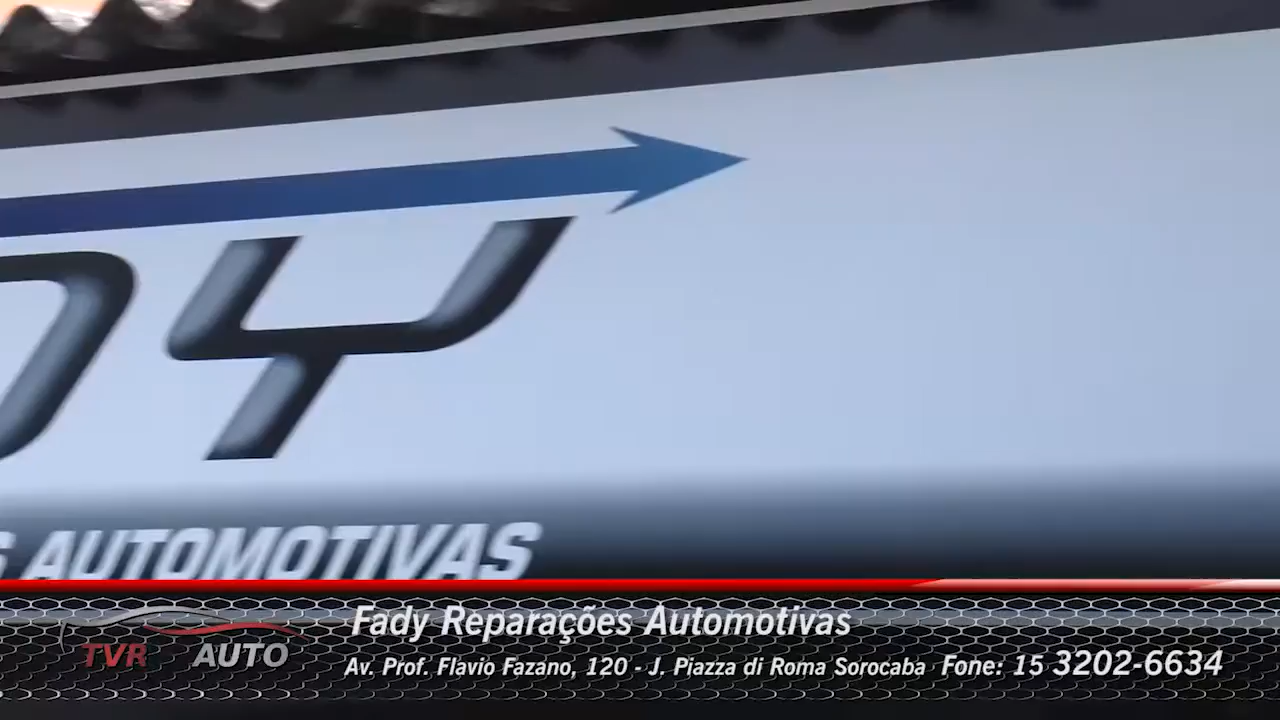 DY
S AUTOMOTIVAS
Fady Reparações Automotivas
TVR AUTO
Av. Prof. Flavio Fazano, 120 - J. Piazza di Roma Sorocaba Fone: 15 3202-6634